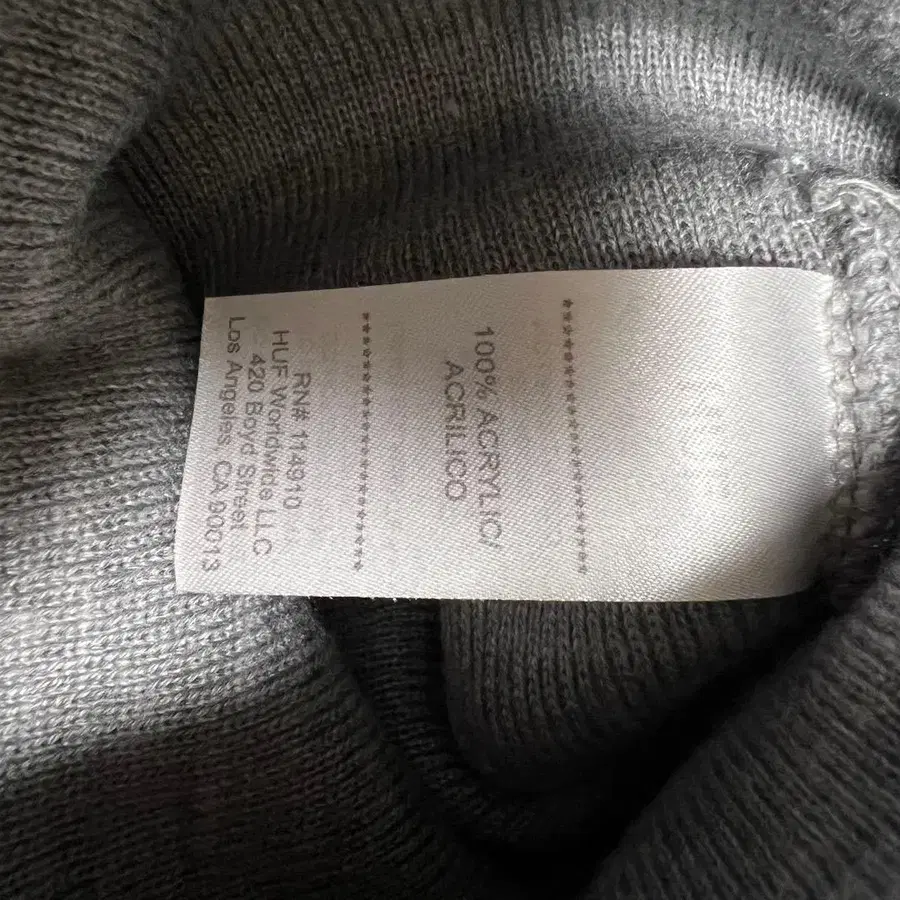 ************************
100% ACRYLIC/
ACRILICO
************************
RN# 114910
HUF Worldwide LLC
420 Boyd Street
Los Angeles, CA 90013